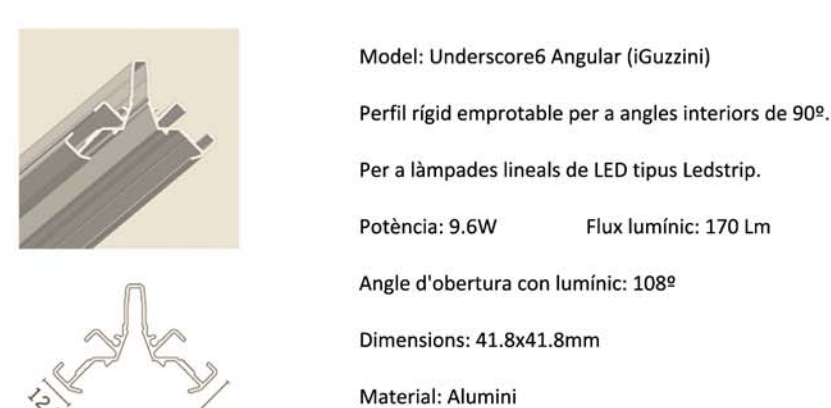 Model: Underscore6 Angular (iGuzzini)
Perfil rígid emprotable per a angles interiors de 90º.
Per a làmpades lineals de LED tipus Ledstrip.
Potència: 9.6W Flux lumínic: 170 Lm
Angle d'obertura con lumínic: 108º
Dimensions: 41.8x41.8mm
Material: Alumini